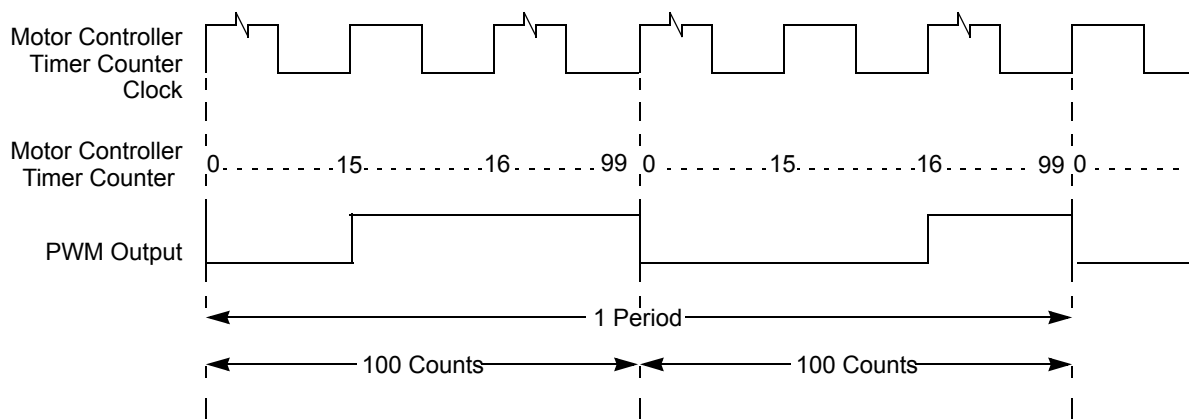 Motor Controller
Timer Counter
Clock
Motor Controller
Timer Counter
0 15 16 99 0 15 16 99 0
PWM Output
1 Period
100 Counts 100 Counts